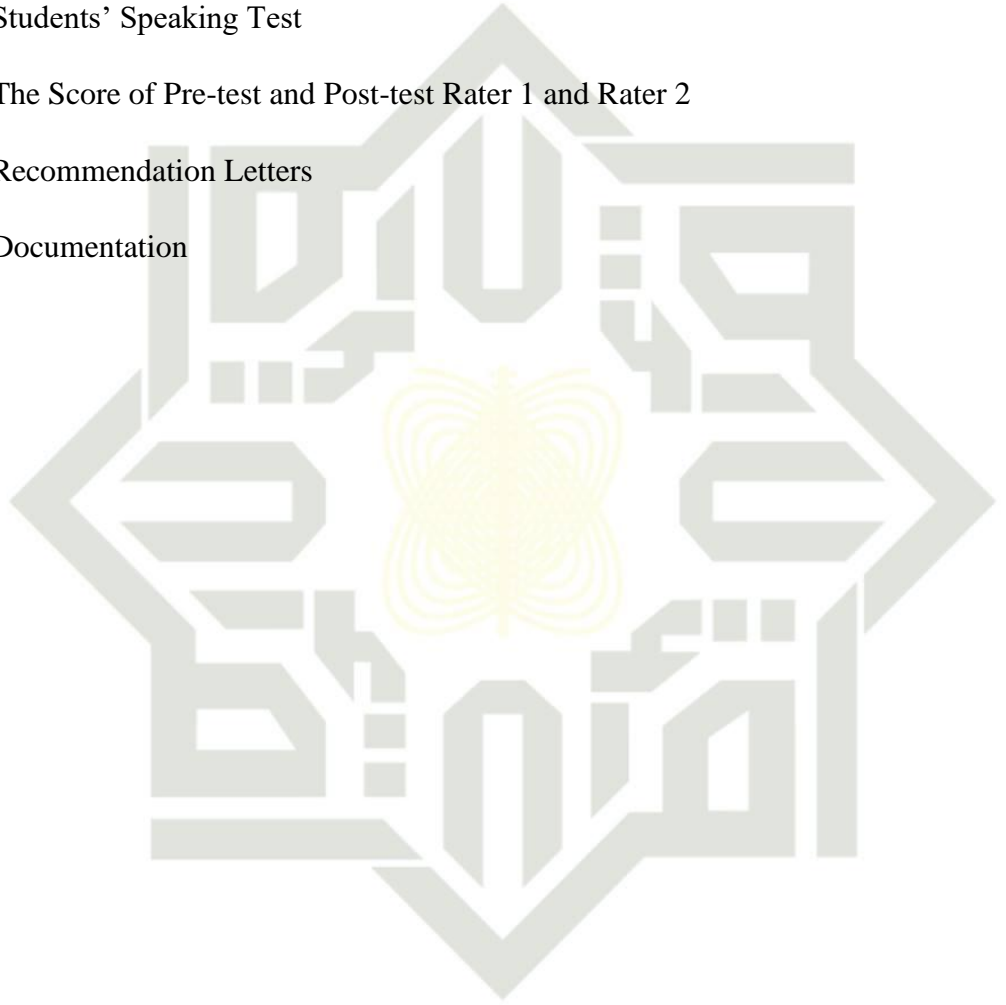 Students’ Speaking Test
The Score of Pre-test and Post-test Rater 1 and Rater 2
Recommendation Letters
Documentation